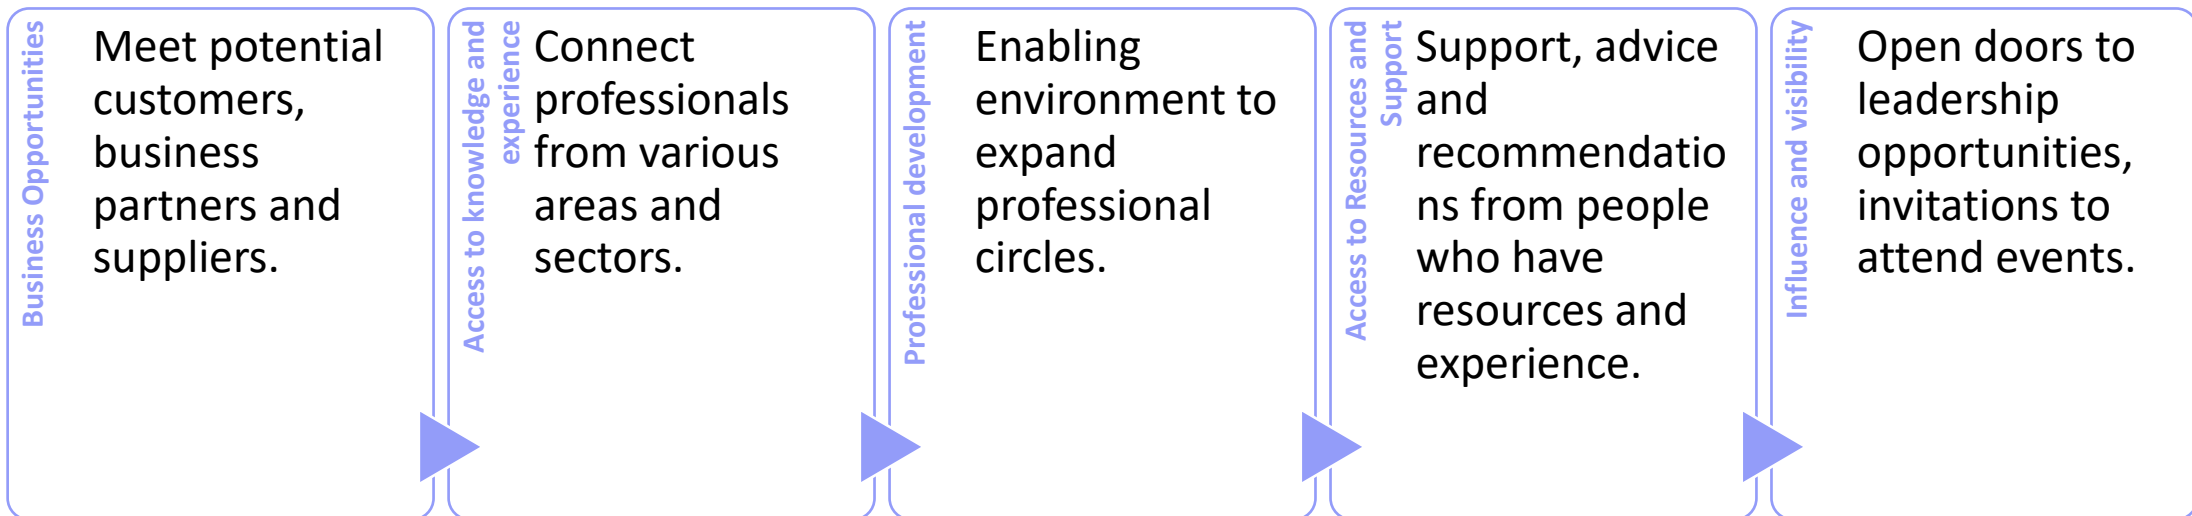 Business Opportunities
Meet potential
customers,
business
partners and
suppliers.
Access to knowledge and
experience
Connect
professionals
from various
areas and
sectors.
Professional development
Enabling
environment to
expand
professional
circles.
Access to Resources and
Support
Support, advice
and
recommendatio
ns from people
who have
resources and
experience.
Influence and visibility
Open doors to
leadership
opportunities,
invitations to
attend events.